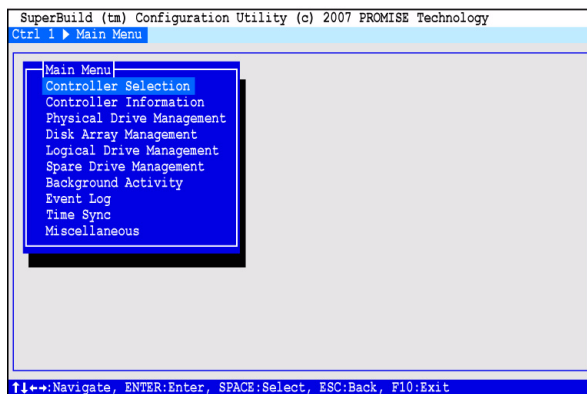 SuperBuild (tm) Configuration Utility (c) 2007 PROMISE Technology
Ctrl 1 ▶ Main Menu
Main Menu
Controller Selection
Controller Information
Physical Drive Management
Disk Array Management
Logical Drive Management
Spare Drive Management
Background Activity
Event Log
Time Sync
Miscellaneous
↑↓←→:Navigate, ENTER:Enter, SPACE:Select, ESC:Back, F10:Exit